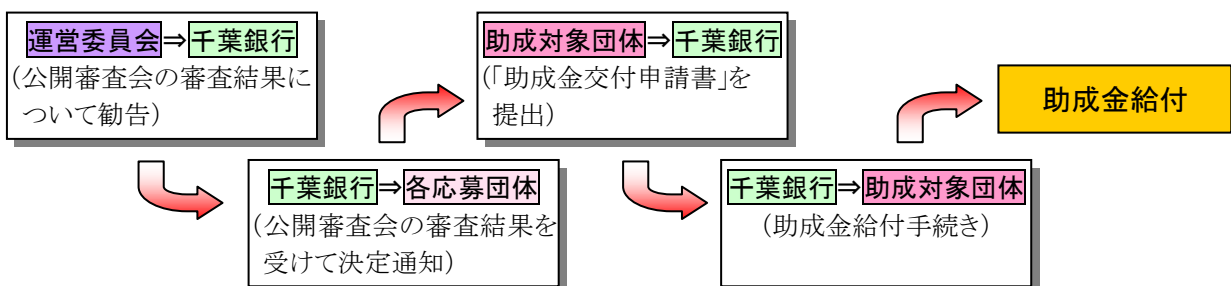 運営委員会⇒千葉銀行
(公開審査会の審査結果に
ついて勧告)
千葉銀行⇒各応募団体
(公開審査会の審査結果を
受けて決定通知)
助成対象団体⇒千葉銀行
(「助成金交付申請書」を
提出)
千葉銀行⇒助成対象団体
(助成金給付手続き)
助成金給付